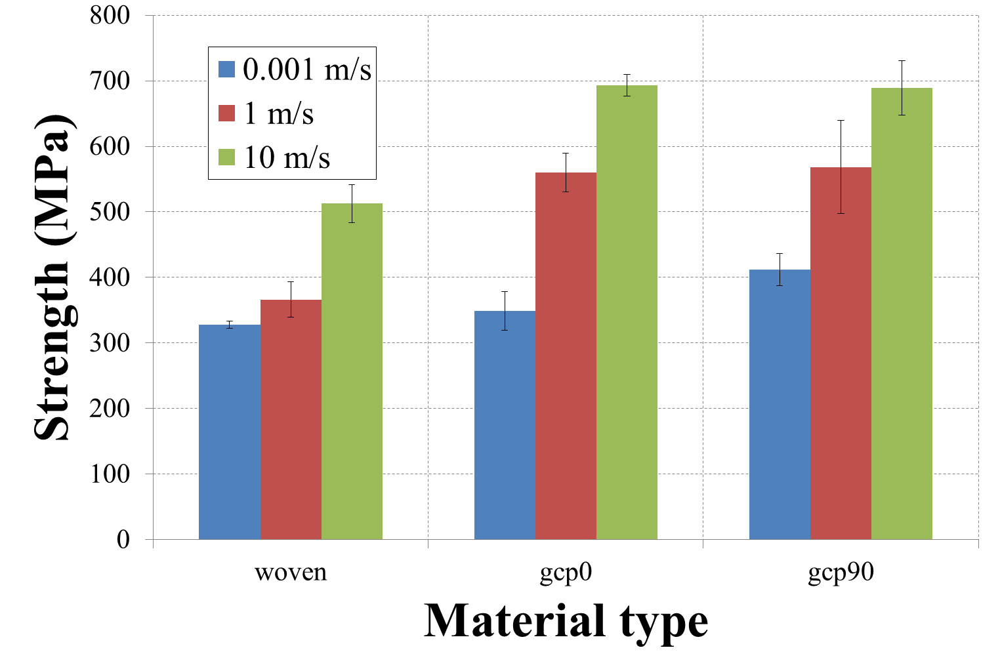 800
700
600
500
400
300
200
100
0
Strength (MPa)
0.001 m/s
1 m/s
10 m/s
woven
gcp0
gcp90
Material type